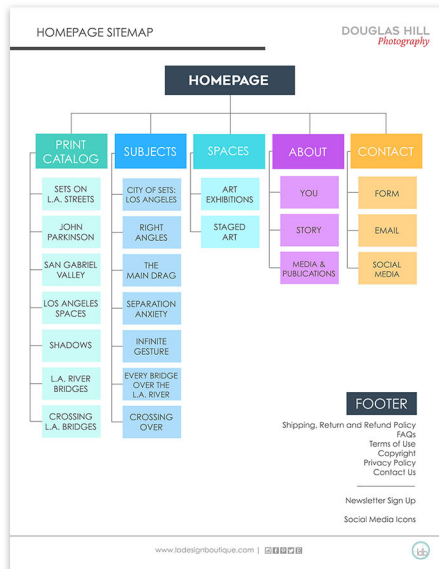 HOMEPAGE SITEMAP
DOUGLAS HILL
Photography
HOMEPAGE
PRINT
CATALOG
SUBJECTS
SPACES
ABOUT
CONTACT
SETS ON
L.A. STREETS
JOHN
PARKINSON
SAN GABRIEL
VALLEY
LOS ANGELES
SPACES
SHADOWS
L.A. RIVER
BRIDGES
CROSSING
L.A. BRIDGES
CITY OF SETS:
LOS ANGELES
RIGHT
ANGLES
THE
MAIN DRAG
SEPARATION
ANXIETY
INFINITE
GESTURE
EVERY BRIDGE
OVER THE
L.A. RIVER
CROSSING
OVER
ART
EXHIBITIONS
STAGED
ART
YOU
STORY
MEDIA &
PUBLICATIONS
FORM
EMAIL
SOCIAL
MEDIA
FOOTER
Shipping, Return and Refund Policy
FAQs
Terms of Use
Copyright
Privacy Policy
Contact Us
Newsletter Sign Up
Social Media Icons
www.ladesignboutique.com |